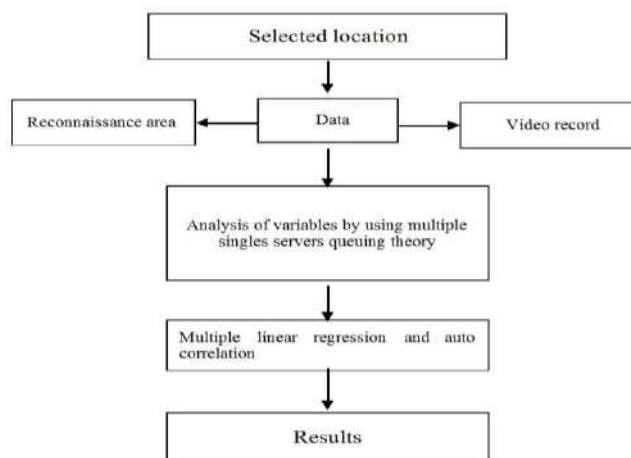 Selected location
Reconnaissance area
Data
Video record
Analysis of variables by using multiple
singles servers queuing theory
Multiple linear regression and auto
correlation
Results